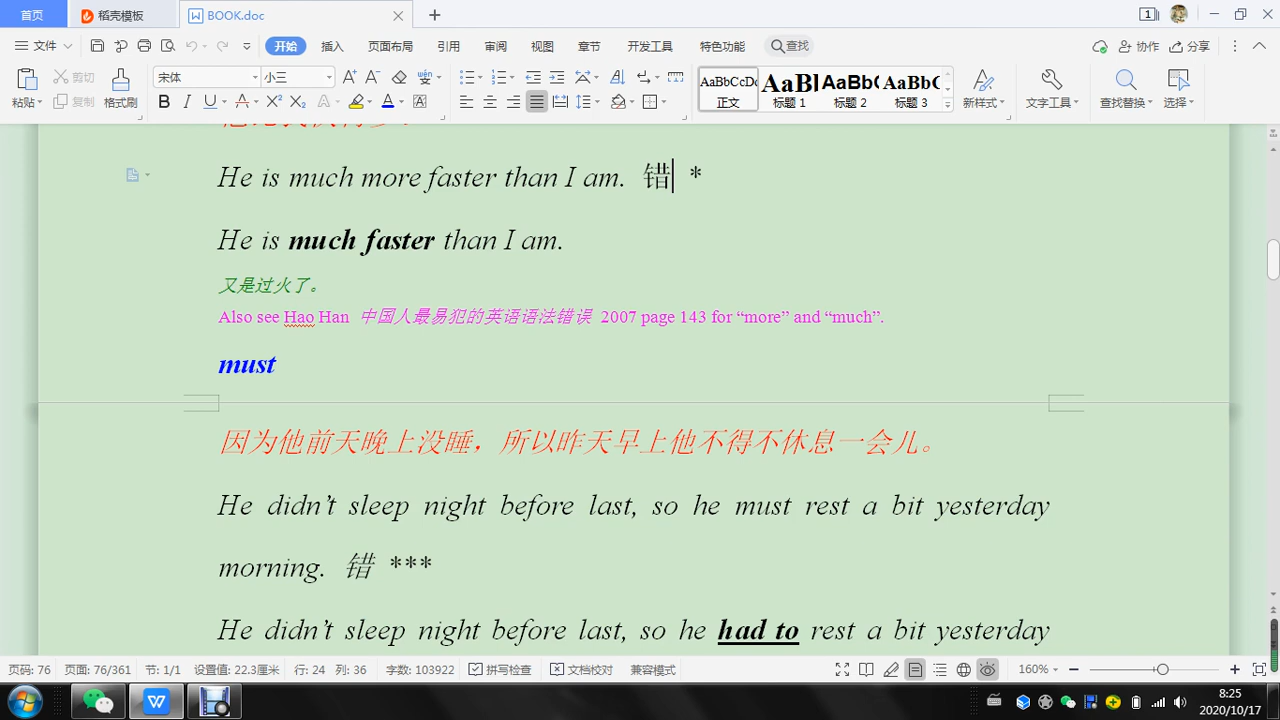 首页 稻壳模板 BOOK.doc 1
文件 开始 插入 页面布局 引用 审阅 视图 章节 开发工具 特色功能 查找 协作 分享
剪切 宋体 小三 AaBbCcDd AaBl AaBb( AaBb(
粘贴 复制 格式刷 正文 标题 1 标题 2 标题 3 新样式 文字工具 查找替换 选择
He is much more faster than I am. 错 *
He is much faster than I am.
又是过火了。
Also see Hao Han 中国人最易犯的英语语法错误 2007 page 143 for “more” and “much”.
must
因为他前天晚上没睡，所以昨天早上他不得不休息一会儿。
He didn’t sleep night before last, so he must rest a bit yesterday
morning. 错 ***
He didn’t sleep night before last, so he had to rest a bit yesterday
页码: 76 页面: 76/361 节: 1/1 设置值: 22.3厘米 行: 24 列: 36 字数: 103922 拼写检查 文档校对 兼容模式 160%
8:25
2020/10/17